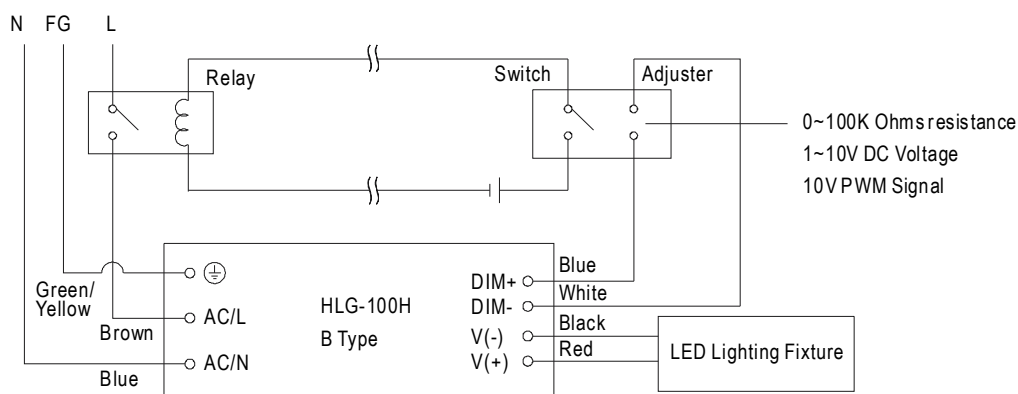 N FG L
Relay
Switch
Adjuster
0~100K Ohms resistance
1~10V DC Voltage
10V PWM Signal
Green/
Yellow
Brown
Blue
AC/L
AC/N
HLG-100H
B Type
DIM+
DIM-
V(-)
V(+)
Blue
White
Black
Red
LED Lighting Fixture